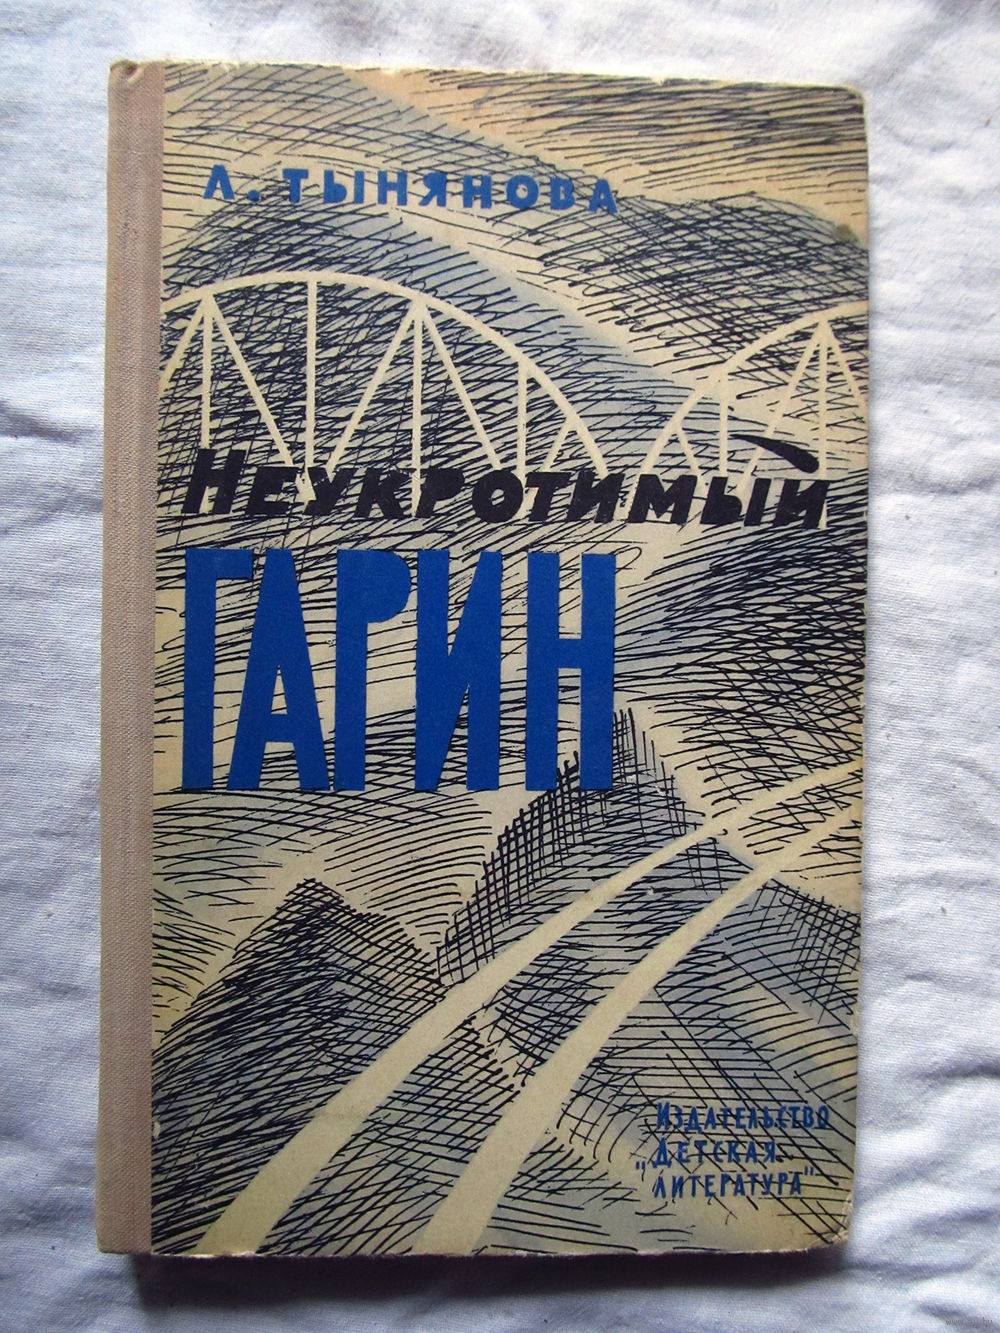 Л. ТЫНЯНОВА
НЕУКРОТИМЫЙ
ГАРИН
ИЗДАТЕЛЬСТВО
"ДЕТСКАЯ
ЛИТЕРАТУРА"